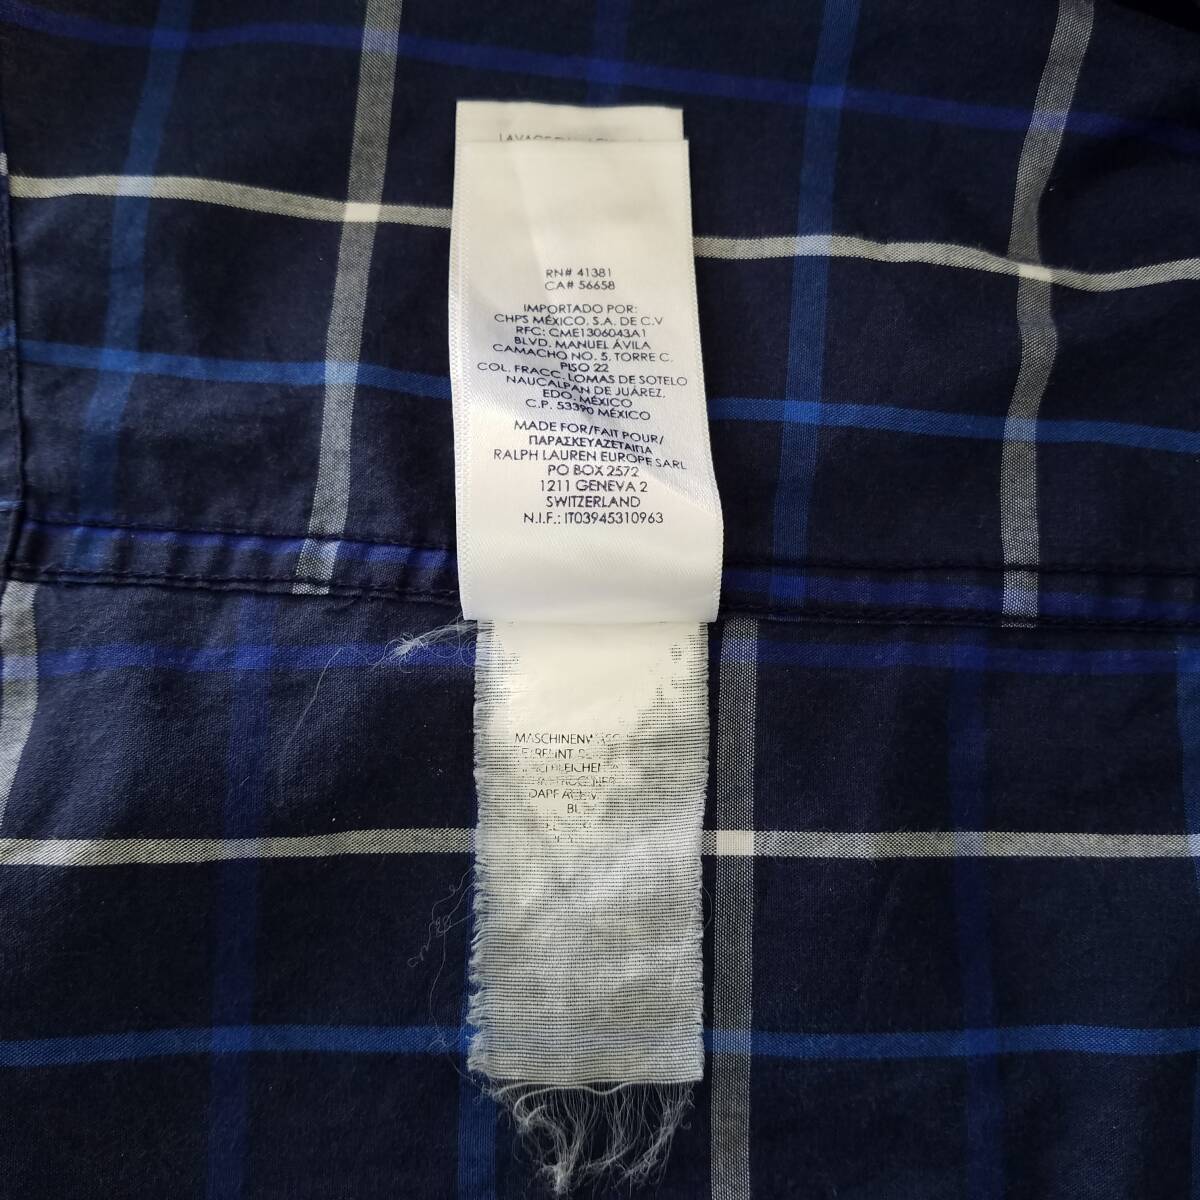 RN# 41381
CA# 56658
IMPORTADO POR:
CHPS MÉXICO, S.A. DE C.V
RFC: CME1306043A1
BLVD. MANUEL ÁVILA
CAMACHO NO. 5, TORRE C.
PISO 22
COL. FRACC. LOMAS DE SOTELO
NAUCALPAN DE JUÁREZ.
EDO. MÉXICO
C.P. 53390 MÉXICO
MADE FOR/FAIT POUR/
ΠΑΡΑΣΚΕΥΑΖΕΤΑΙΓΙΑ
RALPH LAUREN EUROPE SARL
PO BOX 2572
1211 GENEVA 2
SWITZERLAND
N.I.F.: IT03945310963